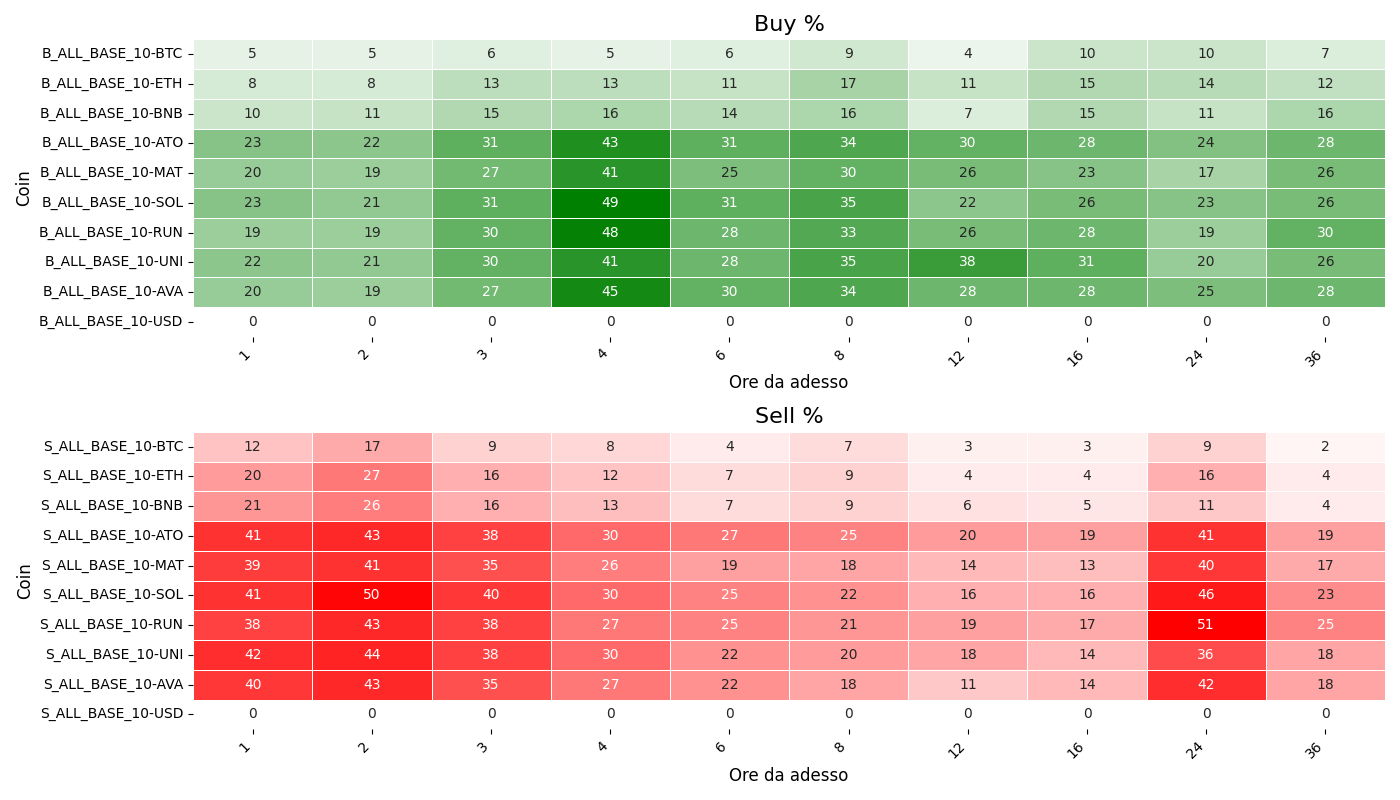 Buy %
Coin
B_ALL_BASE_10-BTC 5 5 6 5 6 9 4 10 10 7
B_ALL_BASE_10-ETH 8 8 13 13 11 17 11 15 14 12
B_ALL_BASE_10-BNB 10 11 15 16 14 16 7 15 11 16
B_ALL_BASE_10-ATO 23 22 31 43 31 34 30 28 24 28
B_ALL_BASE_10-MAT 20 19 27 41 25 30 26 23 17 26
B_ALL_BASE_10-SOL 23 21 31 49 31 35 22 26 23 26
B_ALL_BASE_10-RUN 19 19 30 48 28 33 26 28 19 30
B_ALL_BASE_10-UNI 22 21 30 41 28 35 38 31 20 26
B_ALL_BASE_10-AVA 20 19 27 45 30 34 28 28 25 28
B_ALL_BASE_10-USD 0 0 0 0 0 0 0 0 0 0
1 2 3 4 6 8 12 16 24 36
Ore da adesso
Sell %
Coin
S_ALL_BASE_10-BTC 12 17 9 8 4 7 3 3 9 2
S_ALL_BASE_10-ETH 20 27 16 12 7 9 4 4 16 4
S_ALL_BASE_10-BNB 21 26 16 13 7 9 6 5 11 4
S_ALL_BASE_10-ATO 41 43 38 30 27 25 20 19 41 19
S_ALL_BASE_10-MAT 39 41 35 26 19 18 14 13 40 17
S_ALL_BASE_10-SOL 41 50 40 30 25 22 16 16 46 23
S_ALL_BASE_10-RUN 38 43 38 27 25 21 19 17 51 25
S_ALL_BASE_10-UNI 42 44 38 30 22 20 18 14 36 18
S_ALL_BASE_10-AVA 40 43 35 27 22 18 11 14 42 18
S_ALL_BASE_10-USD 0 0 0 0 0 0 0 0 0 0
1 2 3 4 6 8 12 16 24 36
Ore da adesso